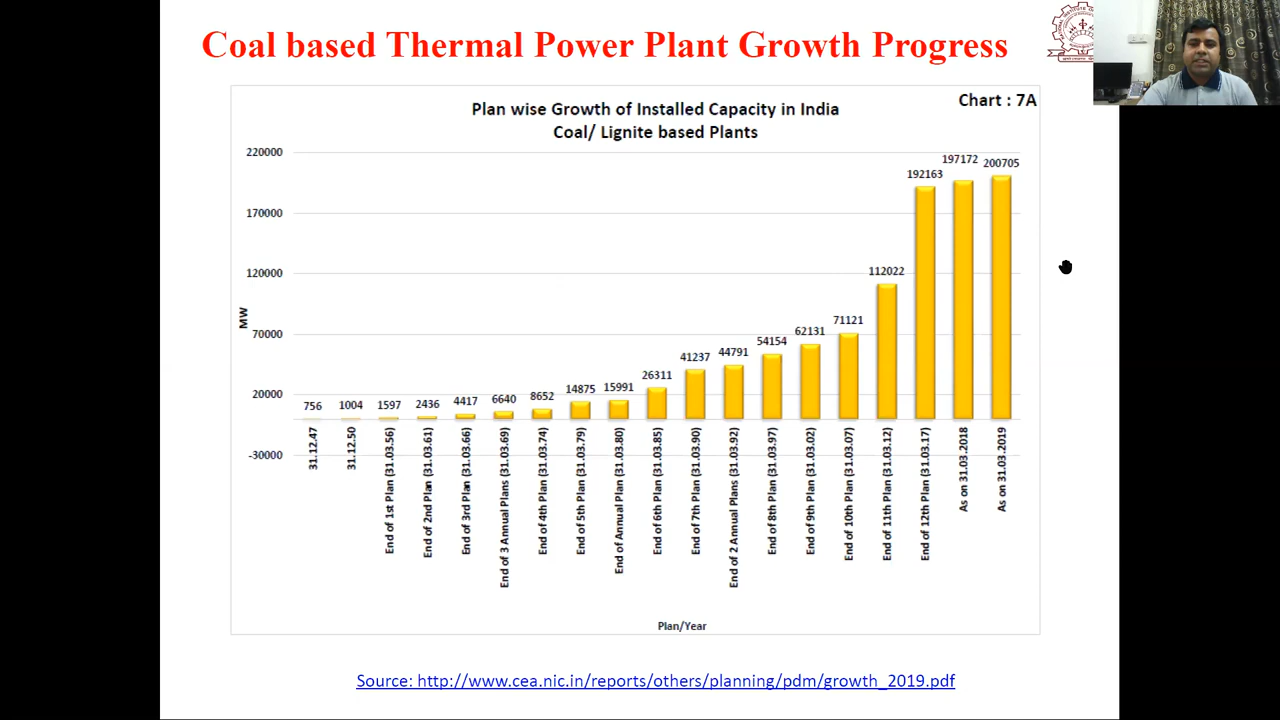 Coal based Thermal Power Plant Growth Progress
Chart : 7A
Plan wise Growth of Installed Capacity in India
Coal/ Lignite based Plants
220000
170000
120000
70000
20000
-30000
MW
756
1004
1597
2436
4417
6640
8652
14875
15991
26311
41237
44791
54154
62131
71121
112022
192163
197172
200705
31.12.47
31.12.50
End of 1st Plan (31.03.56)
End of 2nd Plan (31.03.61)
End of 3rd Plan (31.03.66)
End of 3 Annual Plans (31.03.69)
End of 4th Plan (31.03.74)
End of 5th Plan (31.03.79)
End of Annual Plan (31.03.80)
End of 6th Plan (31.03.85)
End of 7th Plan (31.03.90)
End of 2 Annual Plans (31.03.92)
End of 8th Plan (31.03.97)
End of 9th Plan (31.03.02)
End of 10th Plan (31.03.07)
End of 11th Plan (31.03.12)
End of 12th Plan (31.03.17)
As on 31.03.2018
As on 31.03.2019
Plan/Year
Source: http://www.cea.nic.in/reports/others/planning/pdm/growth_2019.pdf